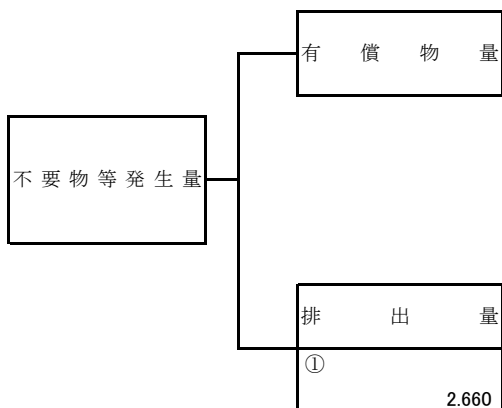 有償物量
不要物等発生量
排出量
①
2.660